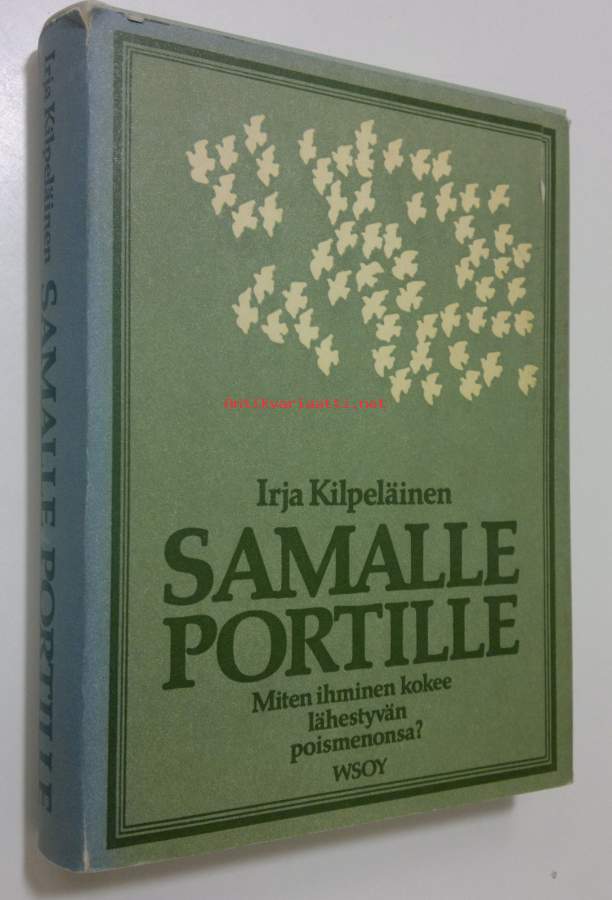 Irja Kilpeläinen SAMALLE PORTILLE
Antikvariaatti.net
Irja Kilpeläinen
SAMALLE
PORTILLE
Miten ihminen kokee
lähestyvän
poismenonsa?
WSOY